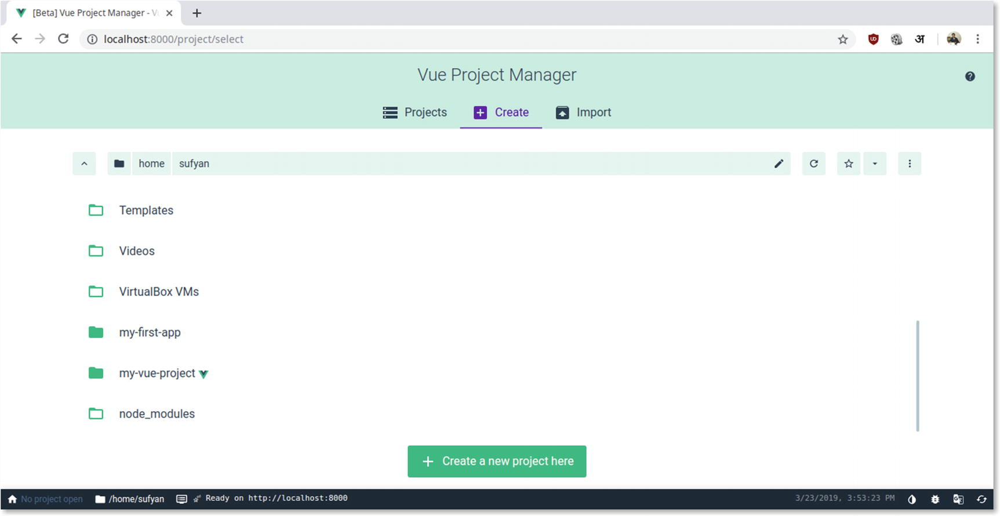 [Beta] Vue Project Manager - V
localhost:8000/project/select
अ
Vue Project Manager
?
Projects
Create
Import
home
sufyan
Templates
Videos
VirtualBox VMs
my-first-app
my-vue-project
node_modules
+ Create a new project here
No project open
/home/sufyan
Ready on http://localhost:8000
3/23/2019, 3:53:23 PM